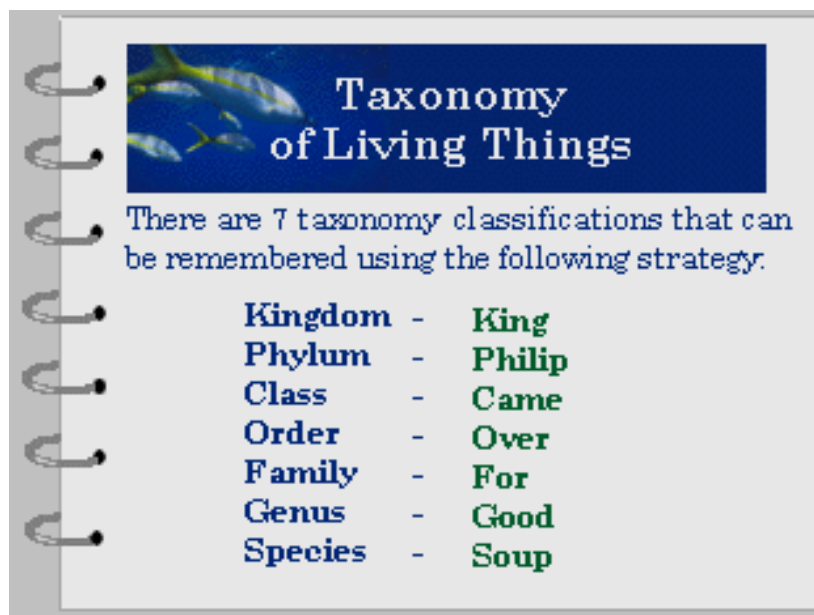 Taxonomy
of Living Things
There are 7 taxonomy classifications that can
be remembered using the following strategy:
Kingdom - King
Phylum - Philip
Class - Came
Order - Over
Family - For
Genus - Good
Species - Soup